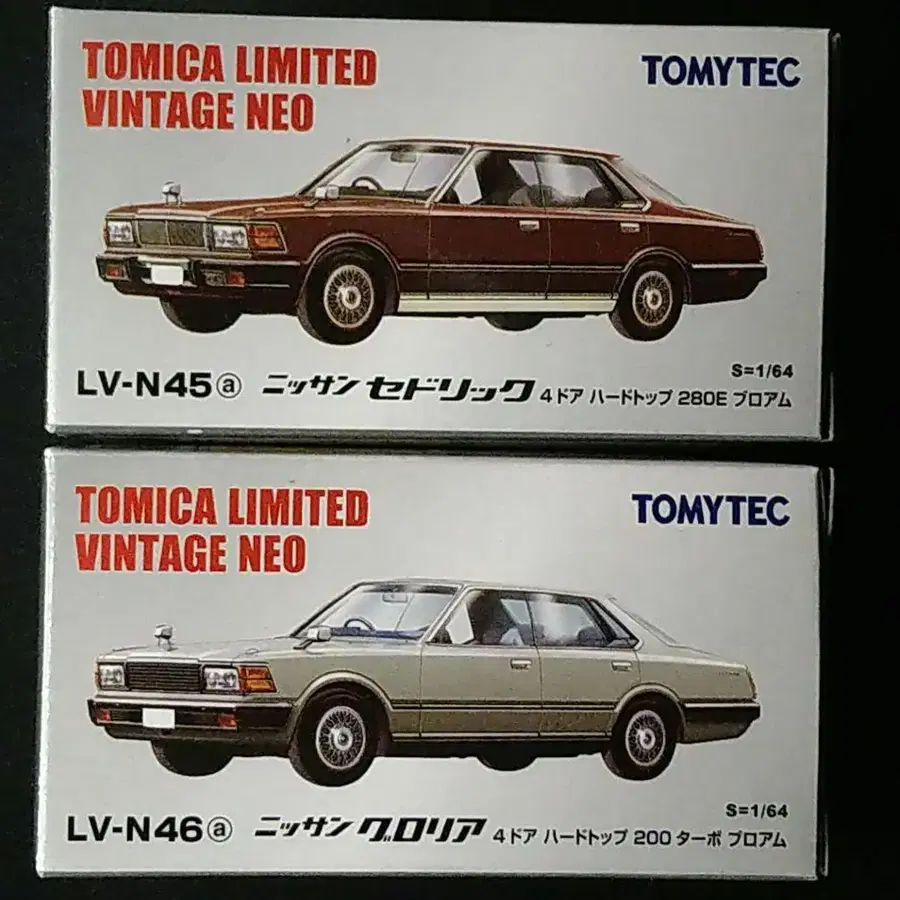 TOMICA LIMITED
VINTAGE NEO
TOMYTEC
S=1/64
LV-N45ⓐ ニッサン セドリック 4ドア ハードトップ 280E ブロアム
TOMICA LIMITED
VINTAGE NEO
TOMYTEC
S=1/64
LV-N46ⓐ ニッサン グロリア 4ドア ハードトップ 200 ターボ ブロアム